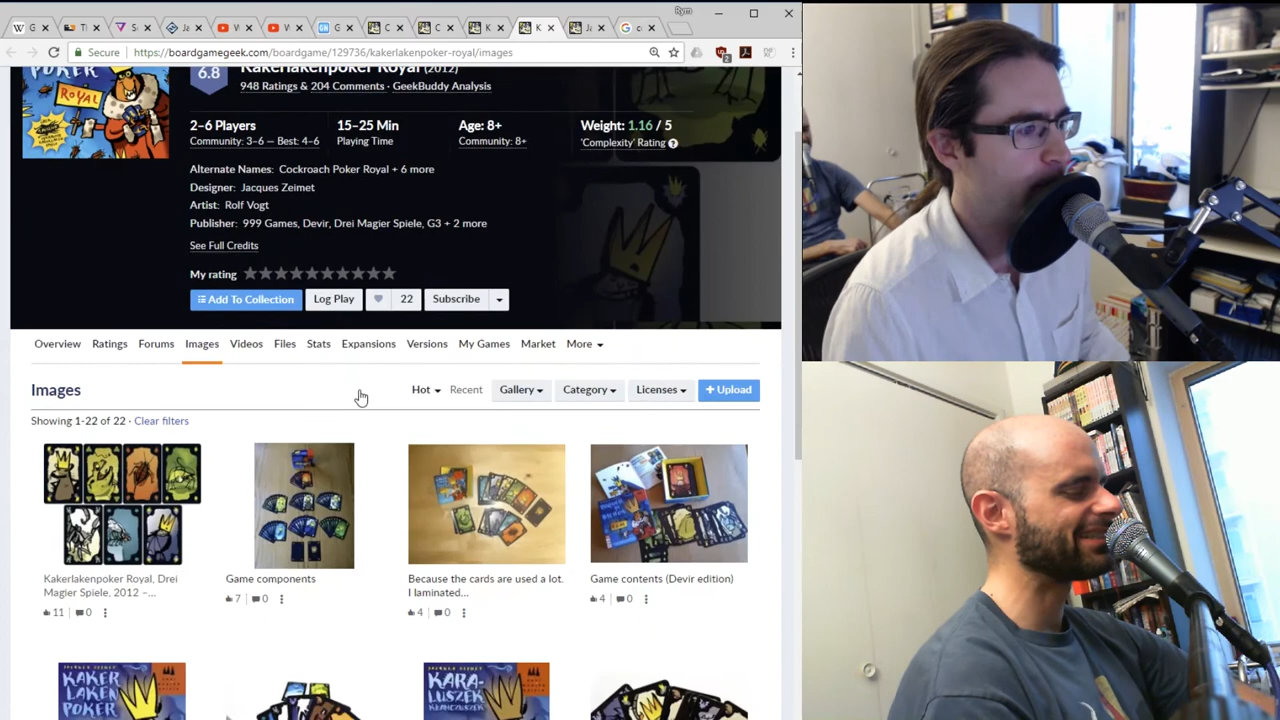 Rym
W G
Ti
S
Ja
V
V
G
C
C
K
K
Ja
G c
Secure
https://boardgamegeek.com/boardgame/129736/kakerlakenpoker-royal/images
2
POKER
ROYAL
6.8
Kakerlakenpoker Royal (2012)
948 Ratings & 204 Comments · GeekBuddy Analysis
2–6 Players
Community: 3–6 — Best: 4–6
15–25 Min
Playing Time
Age: 8+
Community: 8+
Weight: 1.16 / 5
'Complexity' Rating ?
Alternate Names: Cockroach Poker Royal + 6 more
Designer: Jacques Zeimet
Artist: Rolf Vogt
Publisher: 999 Games, Devir, Drei Magier Spiele, G3 + 2 more
See Full Credits
My rating
Add To Collection
Log Play
22
Subscribe
Overview Ratings Forums Images Videos Files Stats Expansions Versions My Games Market More
Images
Hot Recent Gallery Category Licenses + Upload
Showing 1-22 of 22 · Clear filters
Kakerlakenpoker Royal, Drei
Magier Spiele, 2012 –...
11 0
Game components
7 0
Because the cards are used a lot.
I laminated...
4 0
Game contents (Devir edition)
4 0
KAKER
LAKEN
POKER
KARA-
LUSZEK